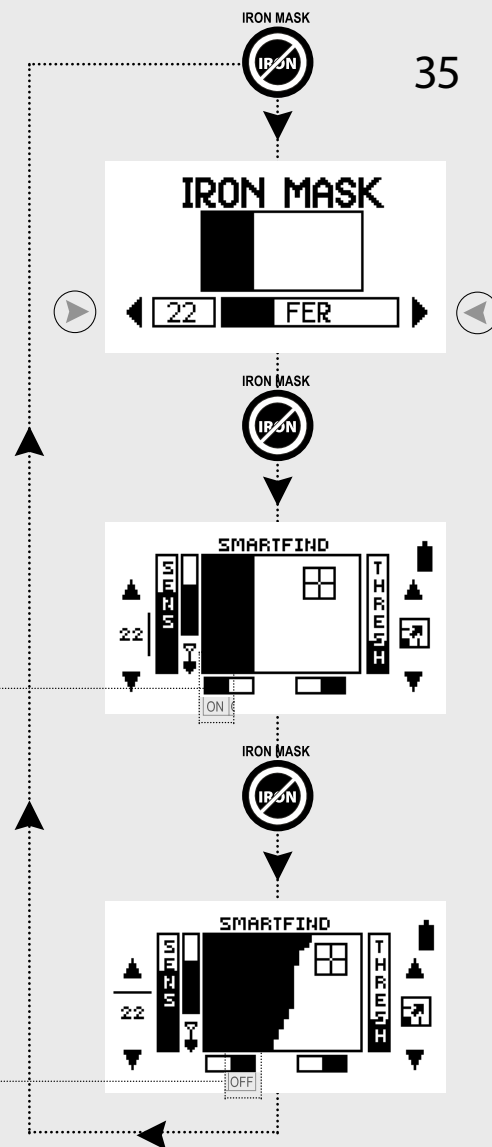 IRON MASK
IRON
35
IRON MASK
22 FER
IRON MASK
IRON
SMARTFIND
SENS
THRESH
22
ON
IRON MASK
IRON
SMARTFIND
SENS
THRESH
22
OFF